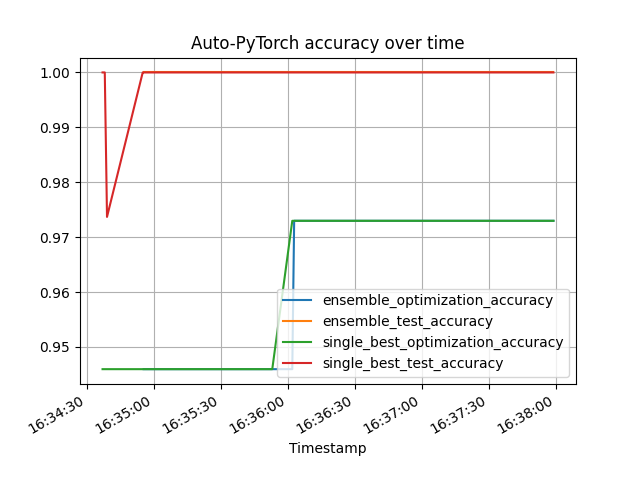 Auto-PyTorch accuracy over time
1.00
0.99
0.98
0.97
0.96
0.95
ensemble_optimization_accuracy
ensemble_test_accuracy
single_best_optimization_accuracy
single_best_test_accuracy
16:34:30
16:35:00
16:35:30
16:36:00
16:36:30
16:37:00
16:37:30
16:38:00
Timestamp